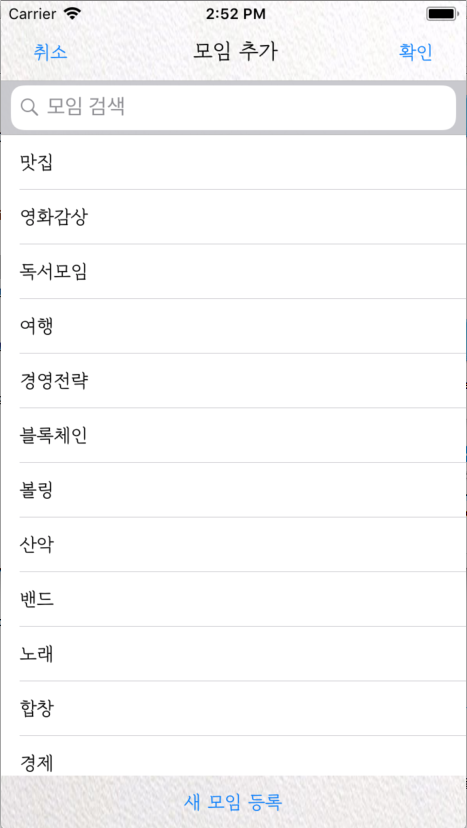 Carrier 2:52 PM
취소 모임 추가 확인
모임 검색
맛집
영화감상
독서모임
여행
경영전략
블록체인
볼링
산악
밴드
노래
합창
경제
새 모임 등록